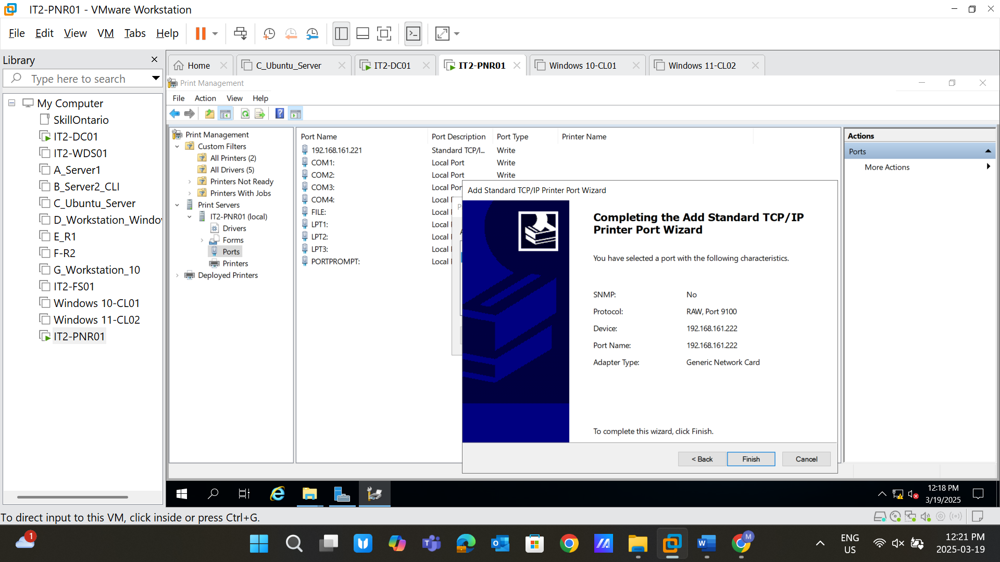 IT2-PNR01 - VMware Workstation
File Edit View VM Tabs Help
Library
Type here to search
My Computer
SkillOntario
IT2-DC01
IT2-WDS01
A_Server1
B_Server2_CLI
C_Ubuntu_Server
D_Workstation_Windo
E_R1
F-R2
G_Workstation_10
IT2-FS01
Windows 10-CL01
Windows 11-CL02
IT2-PNR01
Home
C_Ubuntu_Server
IT2-DC01
IT2-PNR01
Windows 10-CL01
Windows 11-CL02
Print Management
File Action View Help
Print Management
Custom Filters
All Printers (2)
All Drivers (5)
Printers Not Ready
Printers With Jobs
Print Servers
IT2-PNR01 (local)
Drivers
Forms
Ports
Printers
Deployed Printers
Port Name Port Description Port Type Printer Name
192.168.161.221 Standard TCP/I... Write
COM1: Local Port Write
COM2: Local Port Write
COM3: Local Por
COM4: Local
FILE: Local
LPT1: Local
LPT2: Local
LPT3: Local
PORTPROMPT: Local
Actions
Ports
More Actions
Add Standard TCP/IP Printer Port Wizard
Completing the Add Standard TCP/IP
Printer Port Wizard
You have selected a port with the following characteristics.
SNMP: No
Protocol: RAW, Port 9100
Device: 192.168.161.222
Port Name: 192.168.161.222
Adapter Type: Generic Network Card
To complete this wizard, click Finish.
< Back Finish Cancel
12:18 PM
3/19/2025
To direct input to this VM, click inside or press Ctrl+G.
1
M
ENG
US
12:21 PM
2025-03-19